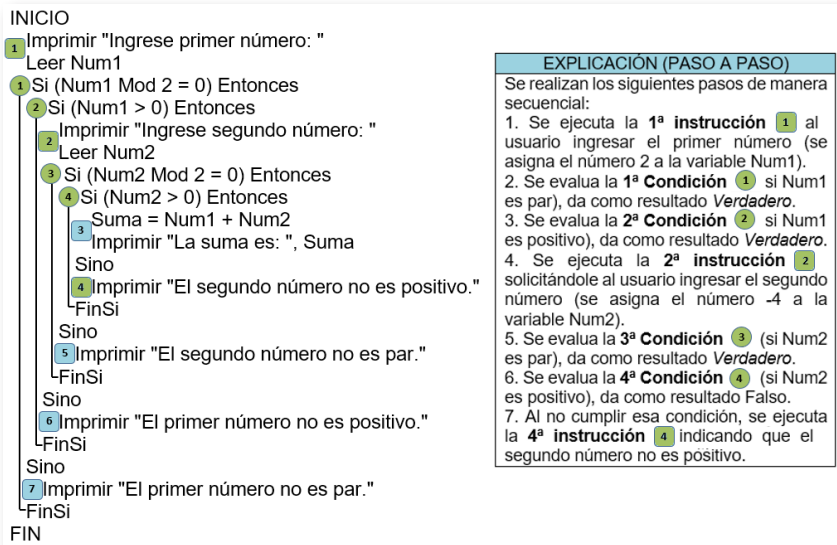 INICIO
1 Imprimir "Ingrese primer número: "
Leer Num1
1 Si (Num1 Mod 2 = 0) Entonces
2 Si (Num1 > 0) Entonces
2 Imprimir "Ingrese segundo número: "
Leer Num2
3 Si (Num2 Mod 2 = 0) Entonces
4 Si (Num2 > 0) Entonces
3 Suma = Num1 + Num2
Imprimir "La suma es: ", Suma
Sino
4 Imprimir "El segundo número no es positivo."
FinSi
Sino
5 Imprimir "El segundo número no es par."
FinSi
Sino
6 Imprimir "El primer número no es positivo."
FinSi
Sino
7 Imprimir "El primer número no es par."
FinSi
FIN
EXPLICACIÓN (PASO A PASO)
Se realizan los siguientes pasos de manera
secuencial:
1. Se ejecuta la 1ª instrucción 1 al
usuario ingresar el primer número (se
asigna el número 2 a la variable Num1).
2. Se evalua la 1ª Condición 1 si Num1
es par), da como resultado Verdadero.
3. Se evalua la 2ª Condición 2 si Num1
es positivo), da como resultado Verdadero.
4. Se ejecuta la 2ª instrucción 2
solicitándole al usuario ingresar el segundo
número (se asigna el número -4 a la
variable Num2).
5. Se evalua la 3ª Condición 3 (si Num2
es par), da como resultado Verdadero.
6. Se evalua la 4ª Condición 4 (si Num2
es positivo), da como resultado Falso.
7. Al no cumplir esa condición, se ejecuta
la 4ª instrucción 4 indicando que el
segundo número no es positivo.